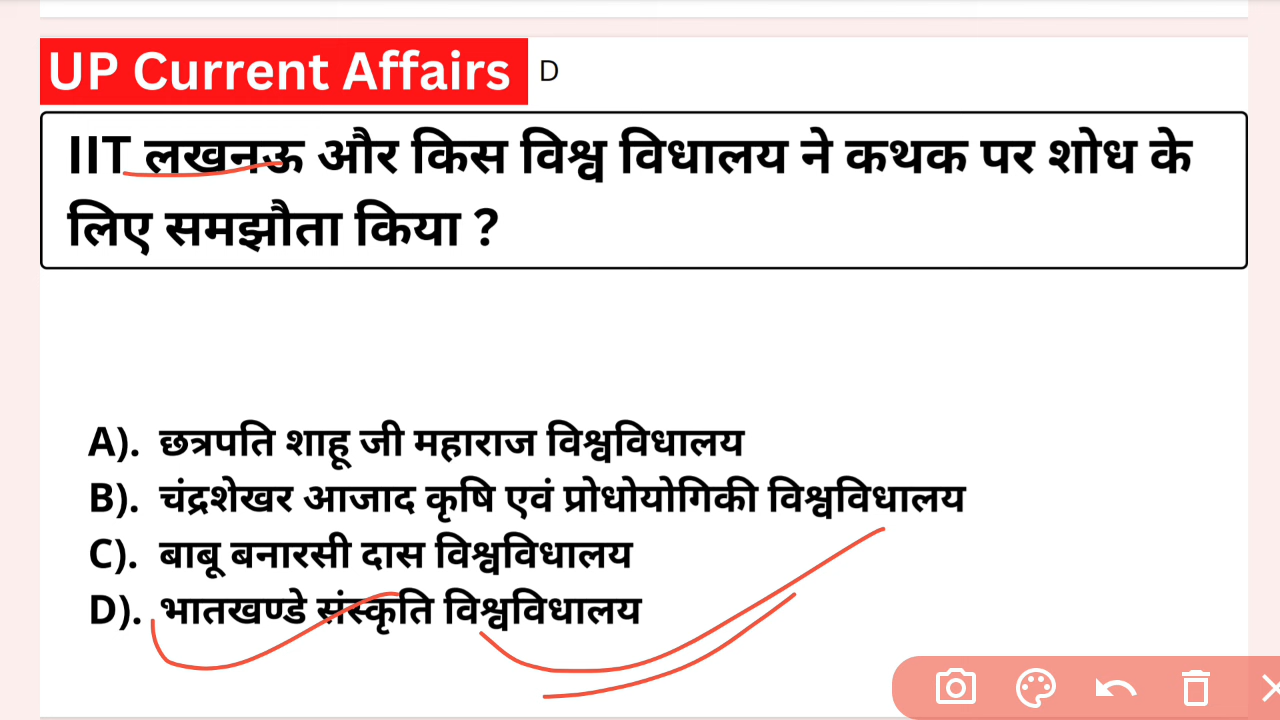 UP Current Affairs D
IIT लखनऊ और किस विश्व विधालय ने कथक पर शोध के
लिए समझौता किया ?
A). छत्रपति शाहू जी महाराज विश्वविधालय
B). चंद्रशेखर आजाद कृषि एवं प्रोधोयोगिकी विश्वविधालय
C). बाबू बनारसी दास विश्वविधालय
D). भातखण्डे संस्कृति विश्वविधालय